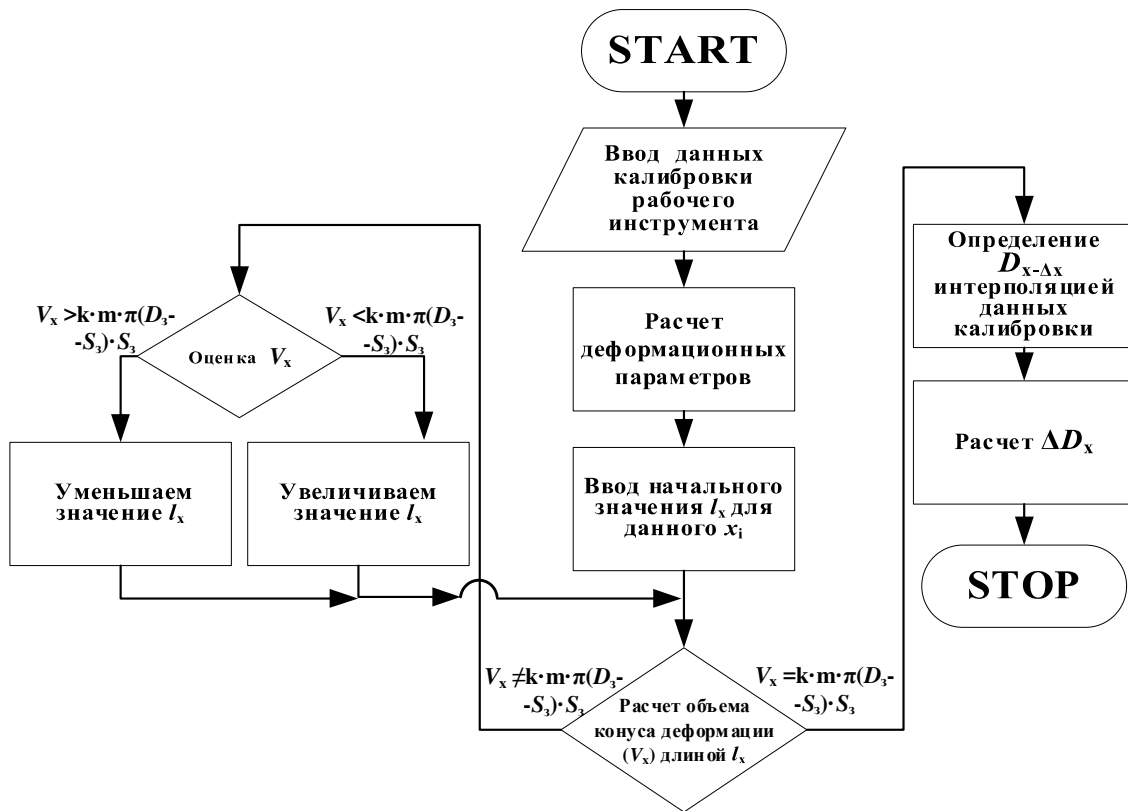 START
Ввод данных
калибровки
рабочего
инструмента
Расчет
деформационных
параметров
Ввод начального
значения lₓ для
данного xᵢ
Расчет объема
конуса деформации
(Vₓ) длиной lₓ
Vₓ ≠k·m·π(D₃-
-S₃)·S₃
Vₓ =k·m·π(D₃-
-S₃)·S₃
Оценка Vₓ
Vₓ >k·m·π(D₃-
-S₃)·S₃
Vₓ <k·m·π(D₃-
-S₃)·S₃
Уменьшаем
значение lₓ
Увеличиваем
значение lₓ
Определение
Dₓ₋Δₓ
интерполяцией
данных
калибровки
Расчет ΔDₓ
STOP